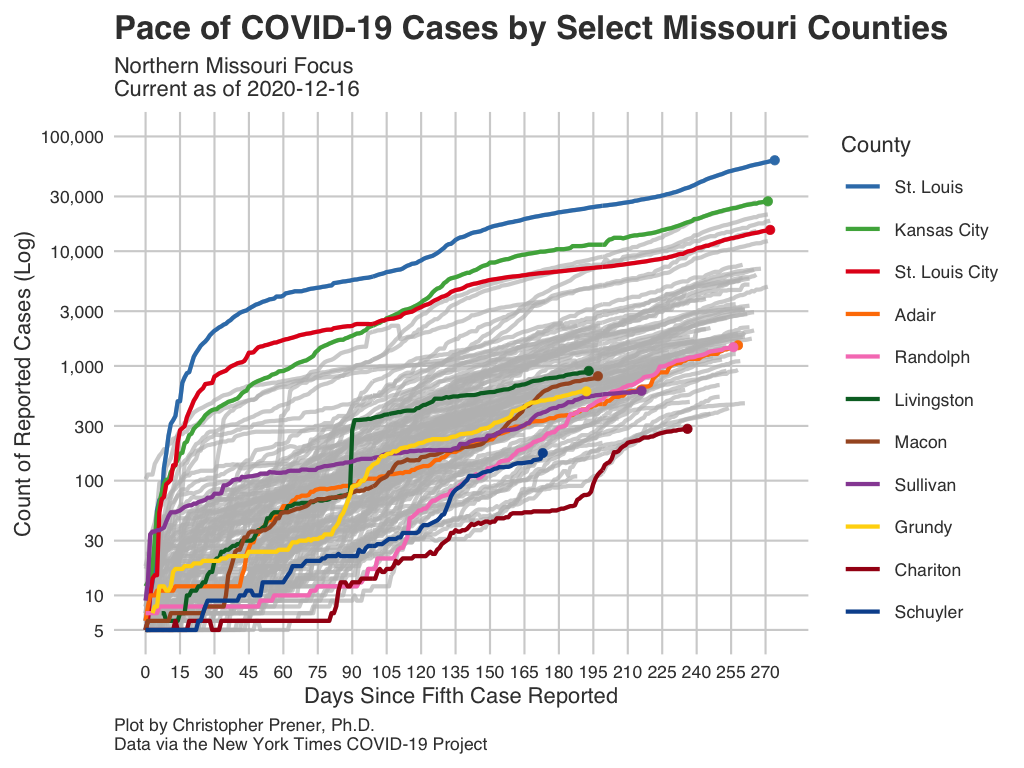 Pace of COVID-19 Cases by Select Missouri Counties
Northern Missouri Focus
Current as of 2020-12-16
Count of Reported Cases (Log)
100,000
30,000
10,000
3,000
1,000
300
100
30
10
5
0 15 30 45 60 75 90 105 120 135 150 165 180 195 210 225 240 255 270
Days Since Fifth Case Reported
County
St. Louis
Kansas City
St. Louis City
Adair
Randolph
Livingston
Macon
Sullivan
Grundy
Chariton
Schuyler
Plot by Christopher Prener, Ph.D.
Data via the New York Times COVID-19 Project